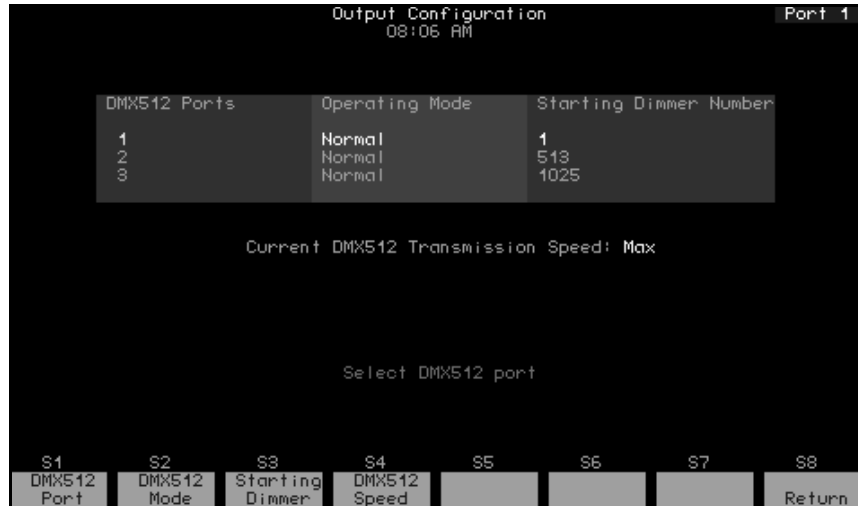 Output Configuration Port 1
08:06 AM
DMX512 Ports Operating Mode Starting Dimmer Number
1 Normal 1
2 Normal 513
3 Normal 1025
Current DMX512 Transmission Speed: Max
Select DMX512 port
S1 S2 S3 S4 S5 S6 S7 S8
DMX512 DMX512 Starting DMX512
Port Mode Dimmer Speed Return